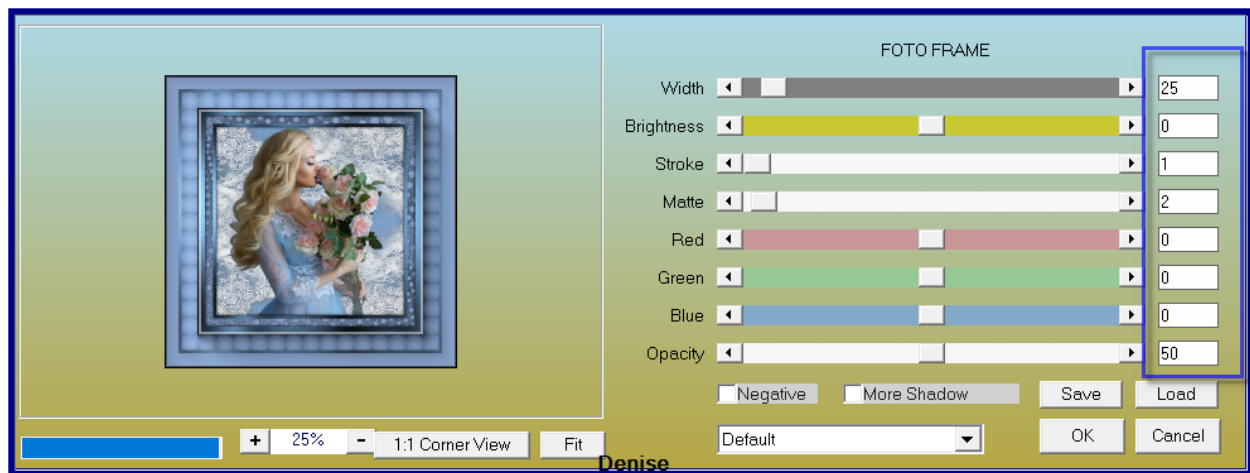 FOTO FRAME
Width 25
Brightness 0
Stroke 1
Matte 2
Red 0
Green 0
Blue 0
Opacity 50
Negative More Shadow Save Load
+ 25% - 1:1 Corner View Fit Default OK Cancel
Denise